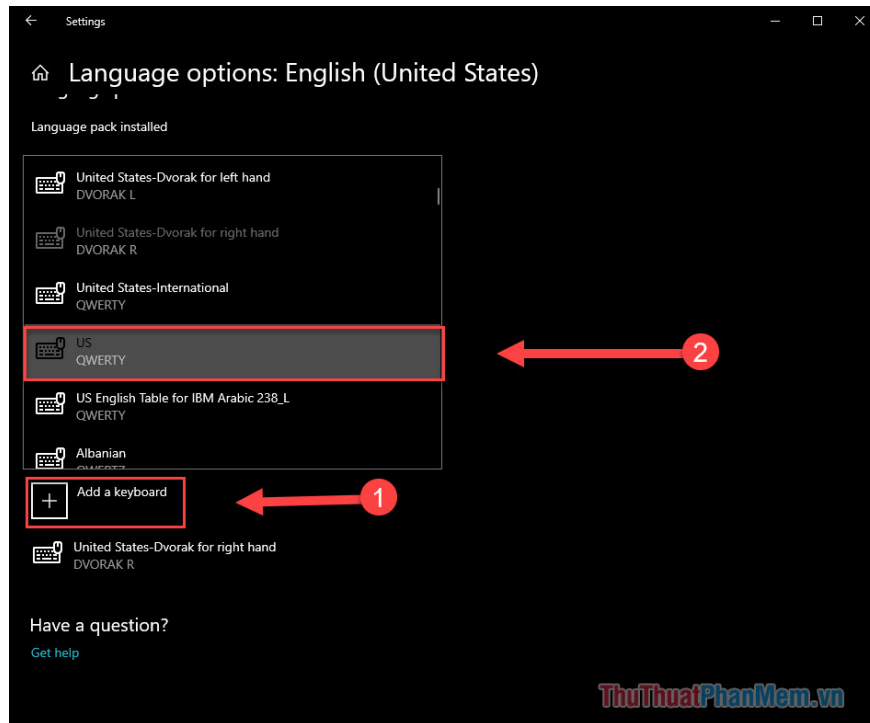 Settings
Language options: English (United States)
Language pack installed
United States-Dvorak for left hand
DVORAK L
United States-Dvorak for right hand
DVORAK R
United States-International
QWERTY
US
QWERTY
2
US English Table for IBM Arabic 238_L
QWERTY
Albanian
QWERTZ
Add a keyboard
1
United States-Dvorak for right hand
DVORAK R
Have a question?
Get help
ThuThuatPhanMem.vn